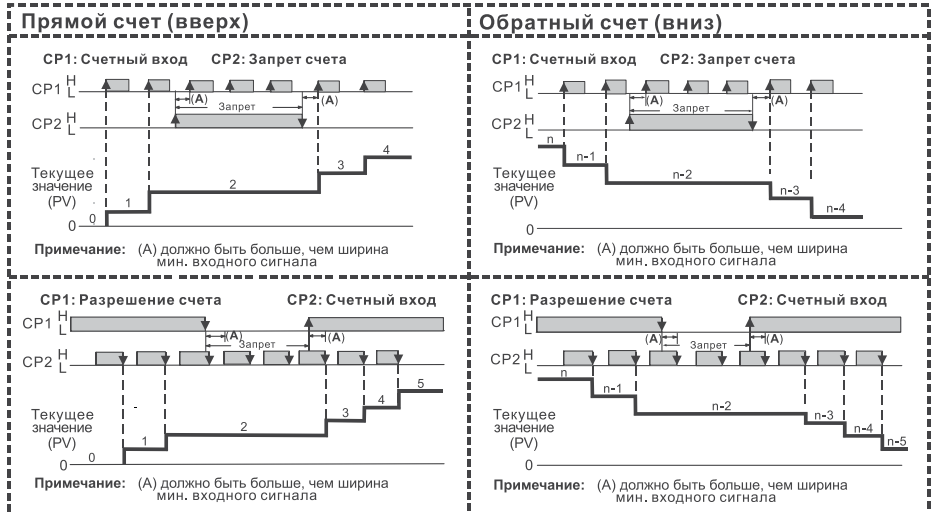 Прямой счет (вверх)
CP1: Счетный вход CP2: Запрет счета
CP1 H L
(A) (A)
Запрет
CP2 H L
Текущее
значение
(PV)
0 0 1 2 3 4
Примечание: (A) должно быть больше, чем ширина
мин. входного сигнала
Обратный счет (вниз)
CP1: Счетный вход CP2: Запрет счета
CP1 H L
(A) (A)
Запрет
CP2 H L
Текущее
значение
(PV)
n n-1 n-2 n-3 n-4
0
Примечание: (A) должно быть больше, чем ширина
мин. входного сигнала
CP1: Разрешение счета CP2: Счетный вход
CP1 H L
(A) (A)
Запрет
CP2 H L
Текущее
значение
(PV)
0 0 1 2 3 4 5
Примечание: (A) должно быть больше, чем ширина
мин. входного сигнала
CP1: Разрешение счета CP2: Счетный вход
CP1 H L
(A) (A)
Запрет
CP2 H L
Текущее
значение
(PV)
n n-1 n-2 n-3 n-4 n-5
0
Примечание: (A) должно быть больше, чем ширина
мин. входного сигнала